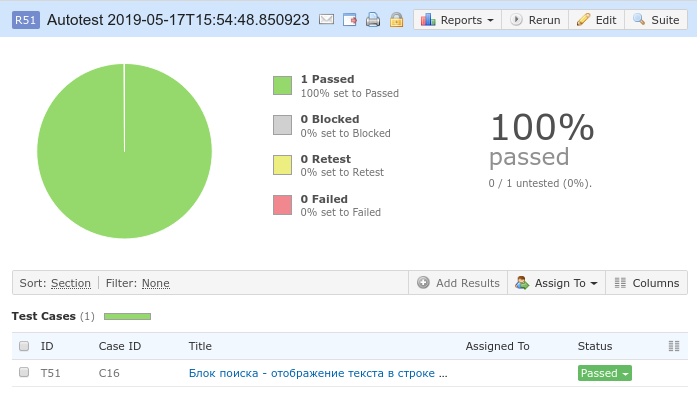 R51 Autotest 2019-05-17T15:54:48.850923 Reports Rerun Edit Suite
1 Passed
100% set to Passed
0 Blocked
0% set to Blocked
0 Retest
0% set to Retest
0 Failed
0% set to Failed
100%
passed
0 / 1 untested (0%).
Sort: Section Filter: None Add Results Assign To Columns
Test Cases (1)
ID Case ID Title Assigned To Status
T51 C16 Блок поиска - отображение текста в строке ... Passed